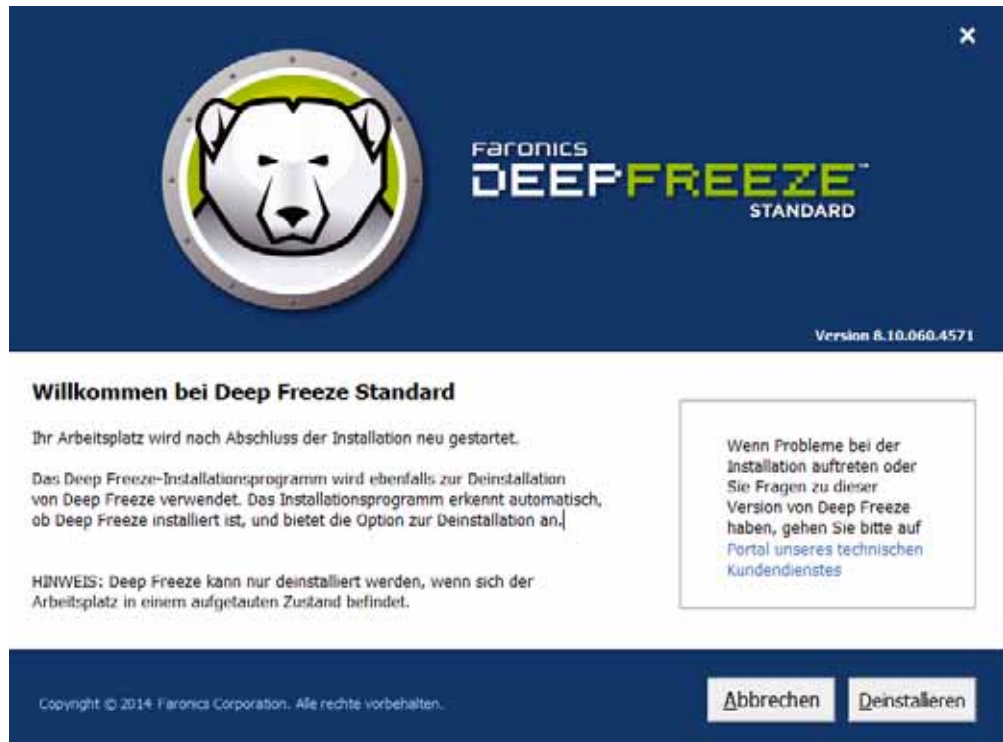 Faronics
DEEPFREEZE™
STANDARD
Version 8.10.060.4571
Willkommen bei Deep Freeze Standard
Ihr Arbeitsplatz wird nach Abschluss der Installation neu gestartet.
Das Deep Freeze-Installationsprogramm wird ebenfalls zur Deinstallation
von Deep Freeze verwendet. Das Installationsprogramm erkennt automatisch,
ob Deep Freeze installiert ist, und bietet die Option zur Deinstallation an.
HINWEIS: Deep Freeze kann nur deinstalliert werden, wenn sich der
Arbeitsplatz in einem aufgetauten Zustand befindet.
Wenn Probleme bei der
Installation auftreten oder
Sie Fragen zu dieser
Version von Deep Freeze
haben, gehen Sie bitte auf
Portal unseres technischen
Kundendienstes
Copyright © 2014 Faronics Corporation. Alle rechte vorbehalten.
Abbrechen
Deinstallieren